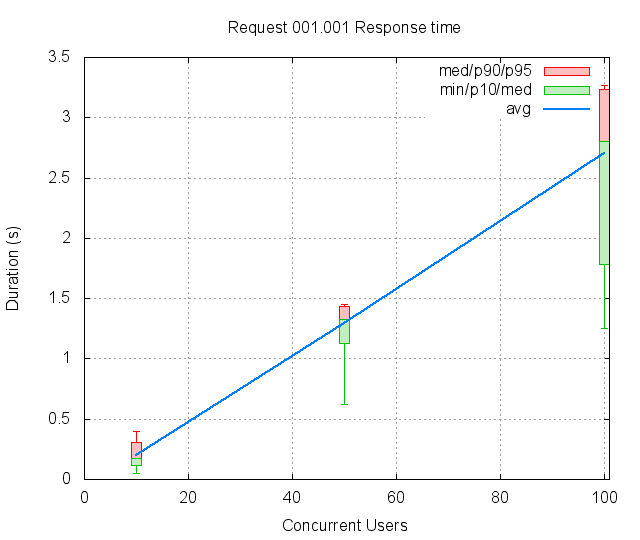 Request 001.001 Response time
3.5
3
2.5
2
1.5
1
0.5
0
Duration (s)
med/p90/p95
min/p10/med
avg
0 20 40 60 80 100
Concurrent Users